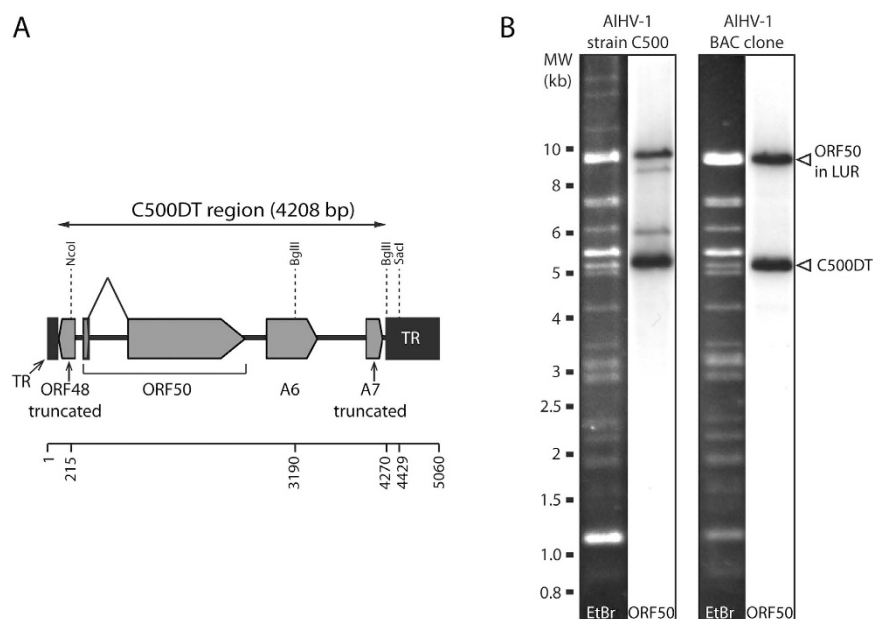 A
C500DT region (4208 bp)
NcoI
BglII
BglII
SacI
TR
TR
ORF48
truncated
ORF50
A6
A7
truncated
1
215
3190
4270
4429
5060
B
AlHV-1
strain C500
AlHV-1
BAC clone
MW
(kb)
10
8
6
5
4
3
2.5
2
1.5
1.0
0.8
ORF50
in LUR
C500DT
EtBr
ORF50
EtBr
ORF50